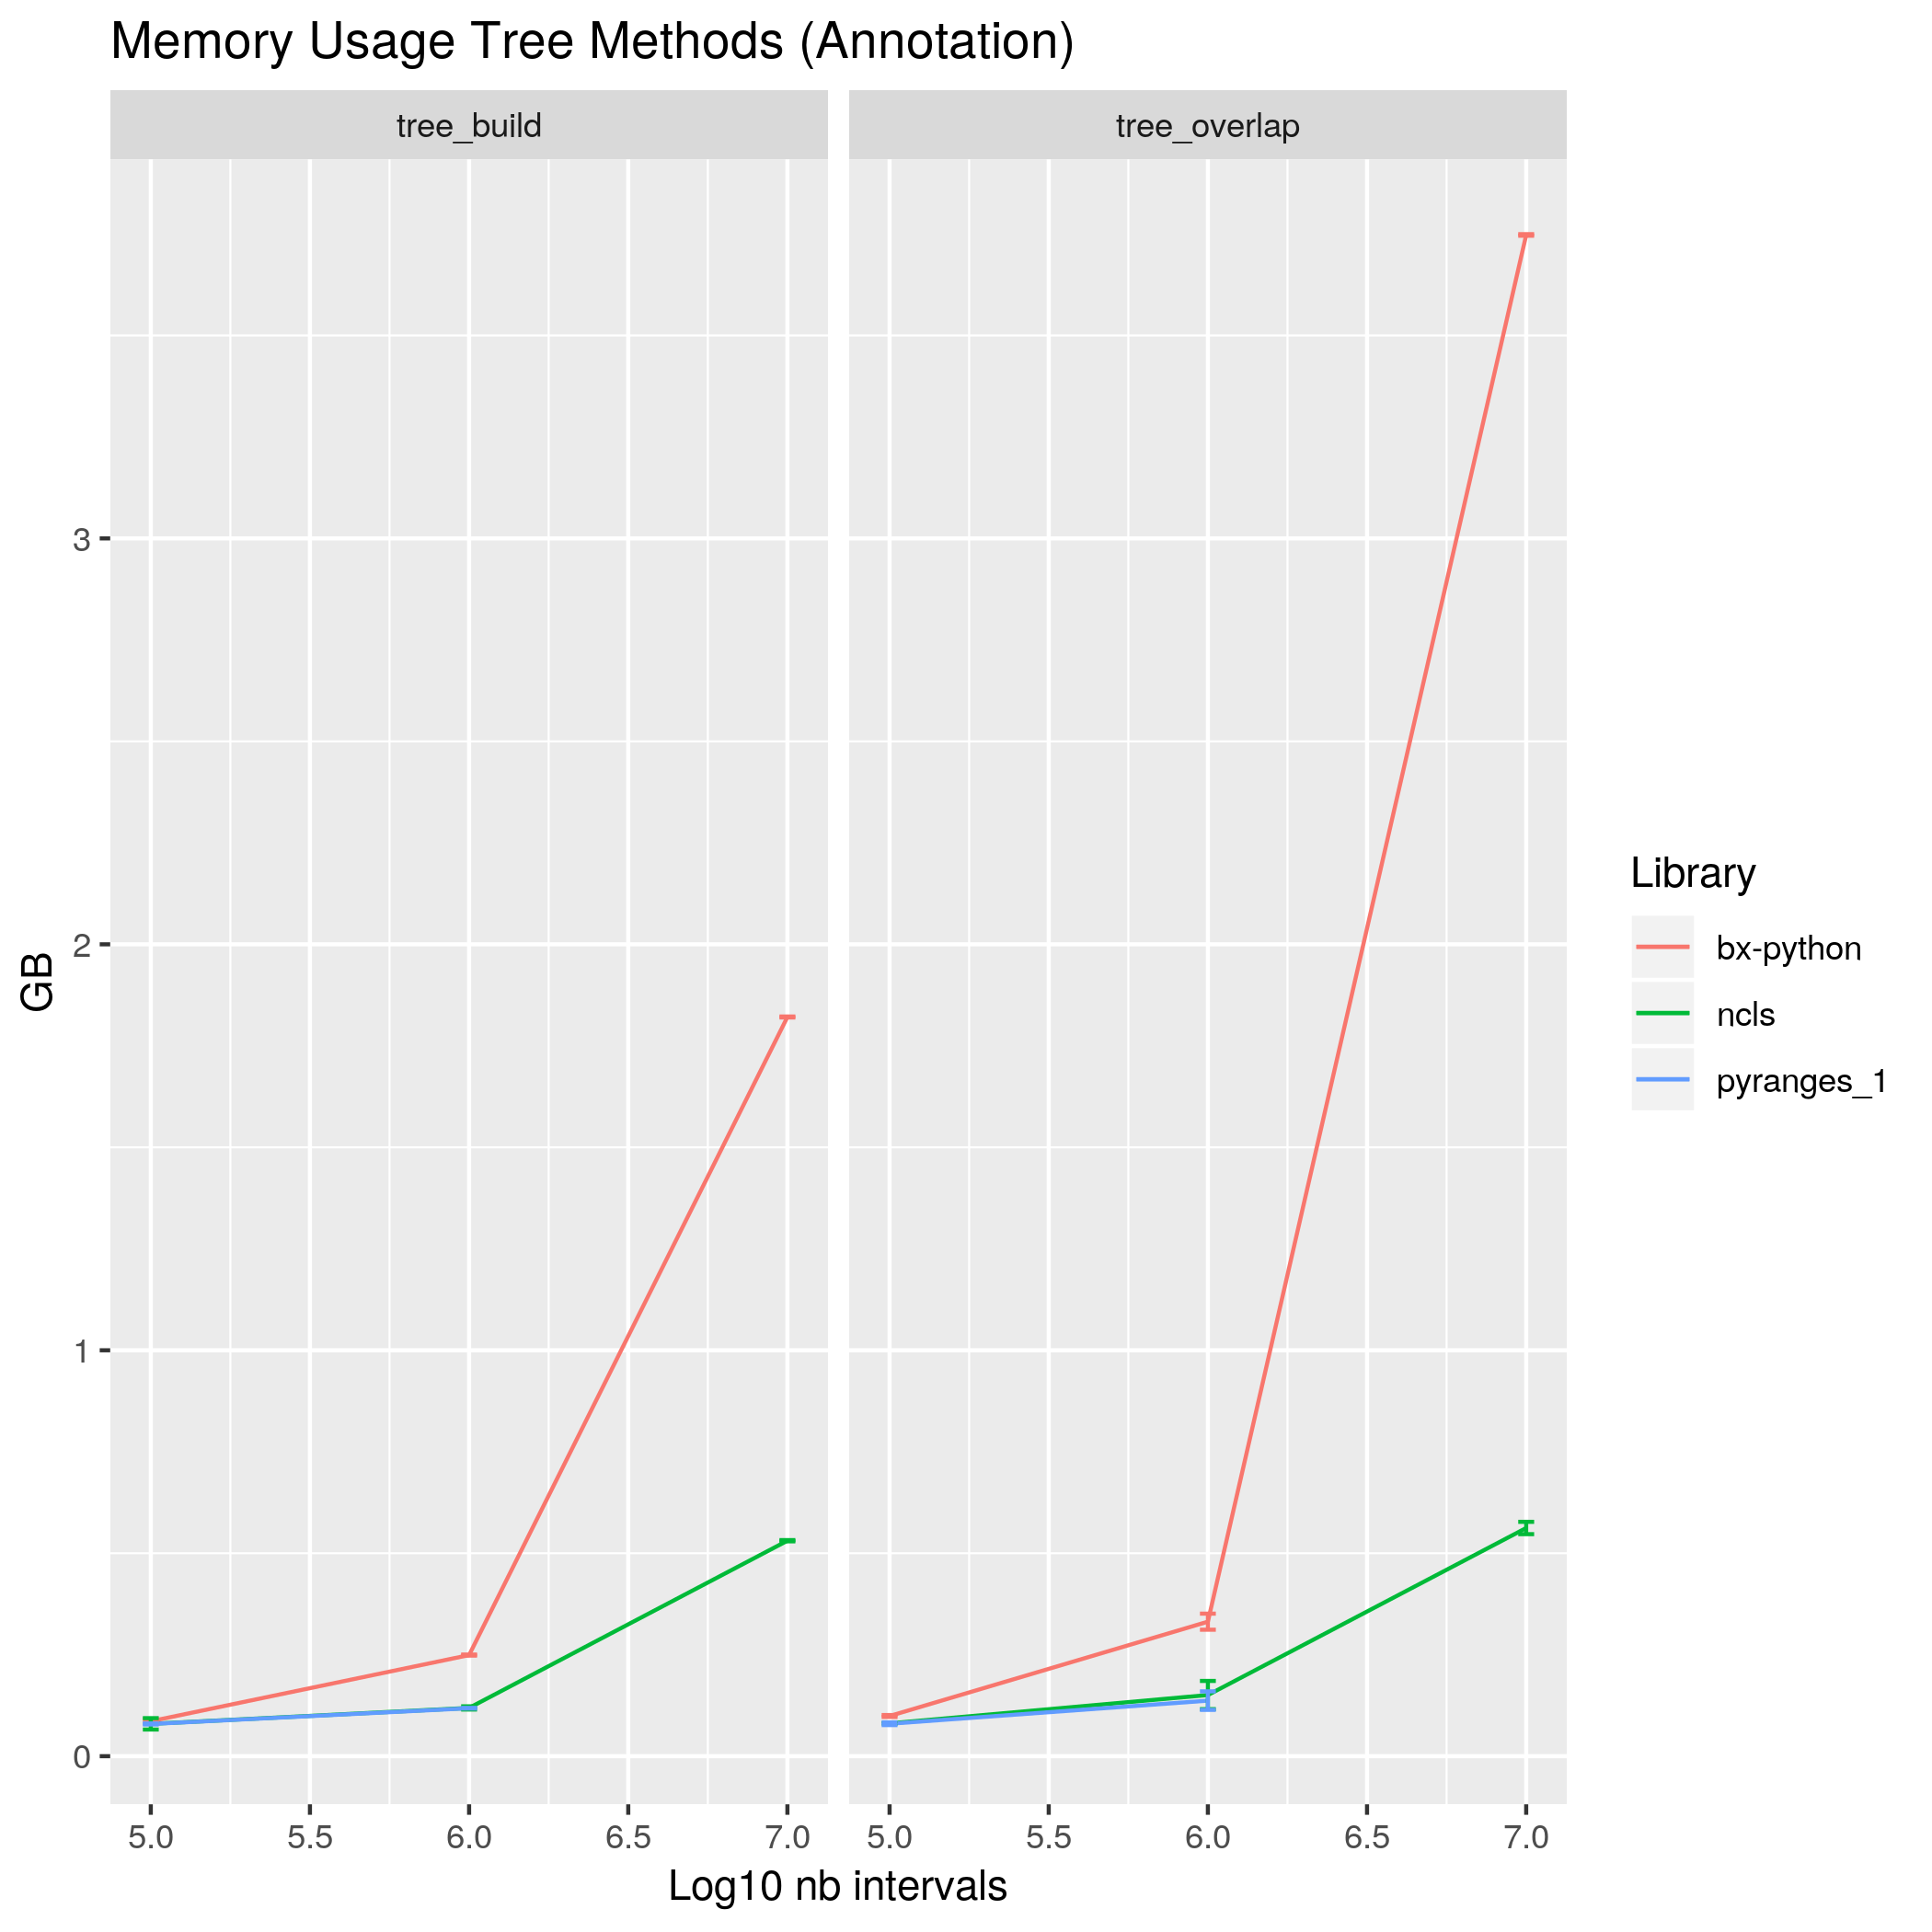 Memory Usage Tree Methods (Annotation)
tree_build
tree_overlap
3
2
1
0
GB
5.0 5.5 6.0 6.5 7.0
5.0 5.5 6.0 6.5 7.0
Log10 nb intervals
Library
bx-python
ncls
pyranges_1